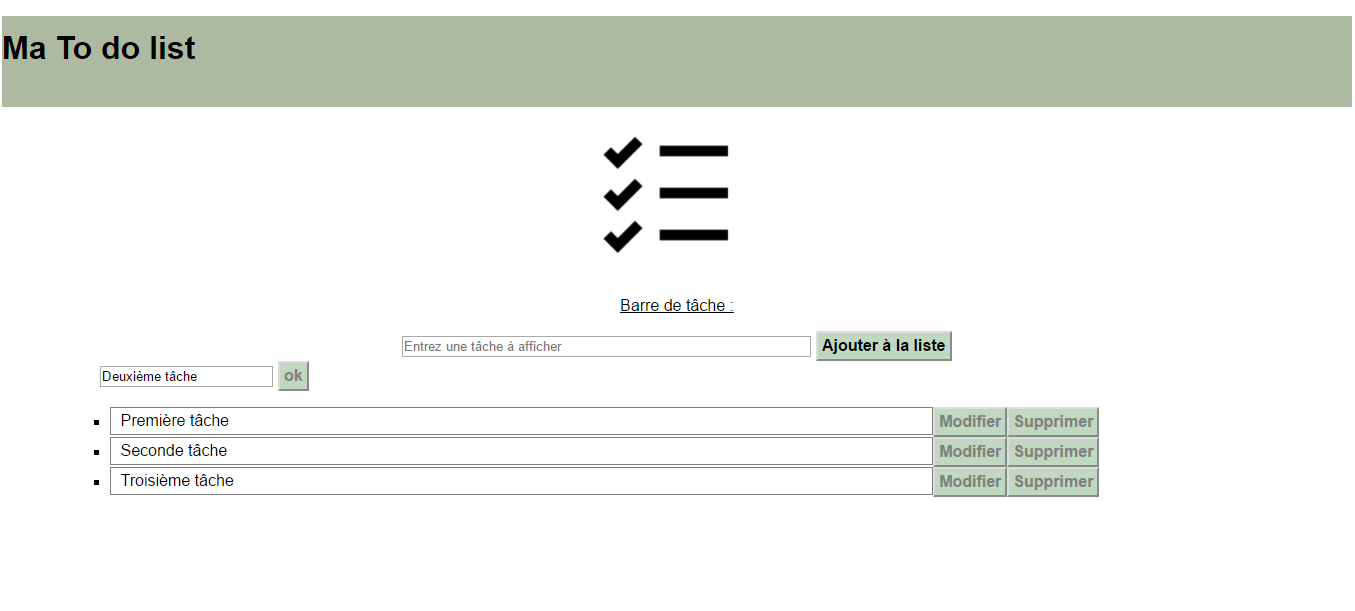 Ma To do list
Barre de tâche :
Entrez une tâche à afficher Ajouter à la liste
Deuxième tâche ok
Première tâche Modifier Supprimer
Seconde tâche Modifier Supprimer
Troisième tâche Modifier Supprimer